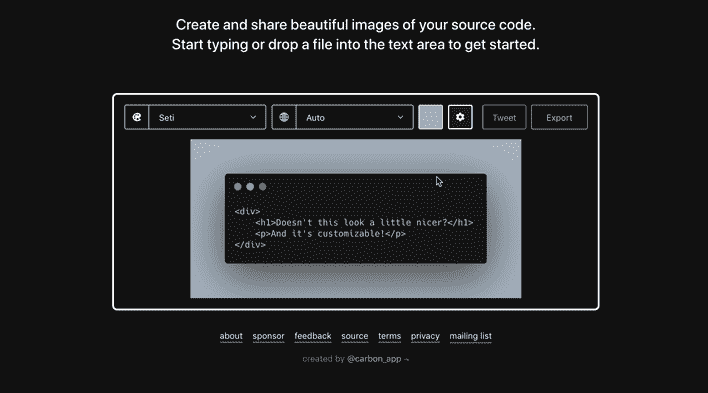 Create and share beautiful images of your source code.
Start typing or drop a file into the text area to get started.
Seti Auto Tweet Export
<div>
    <h1>Doesn't this look a little nicer?</h1>
    <p>And it's customizable!</p>
</div>
about sponsor feedback source terms privacy mailing list
created by @carbon_app ¬